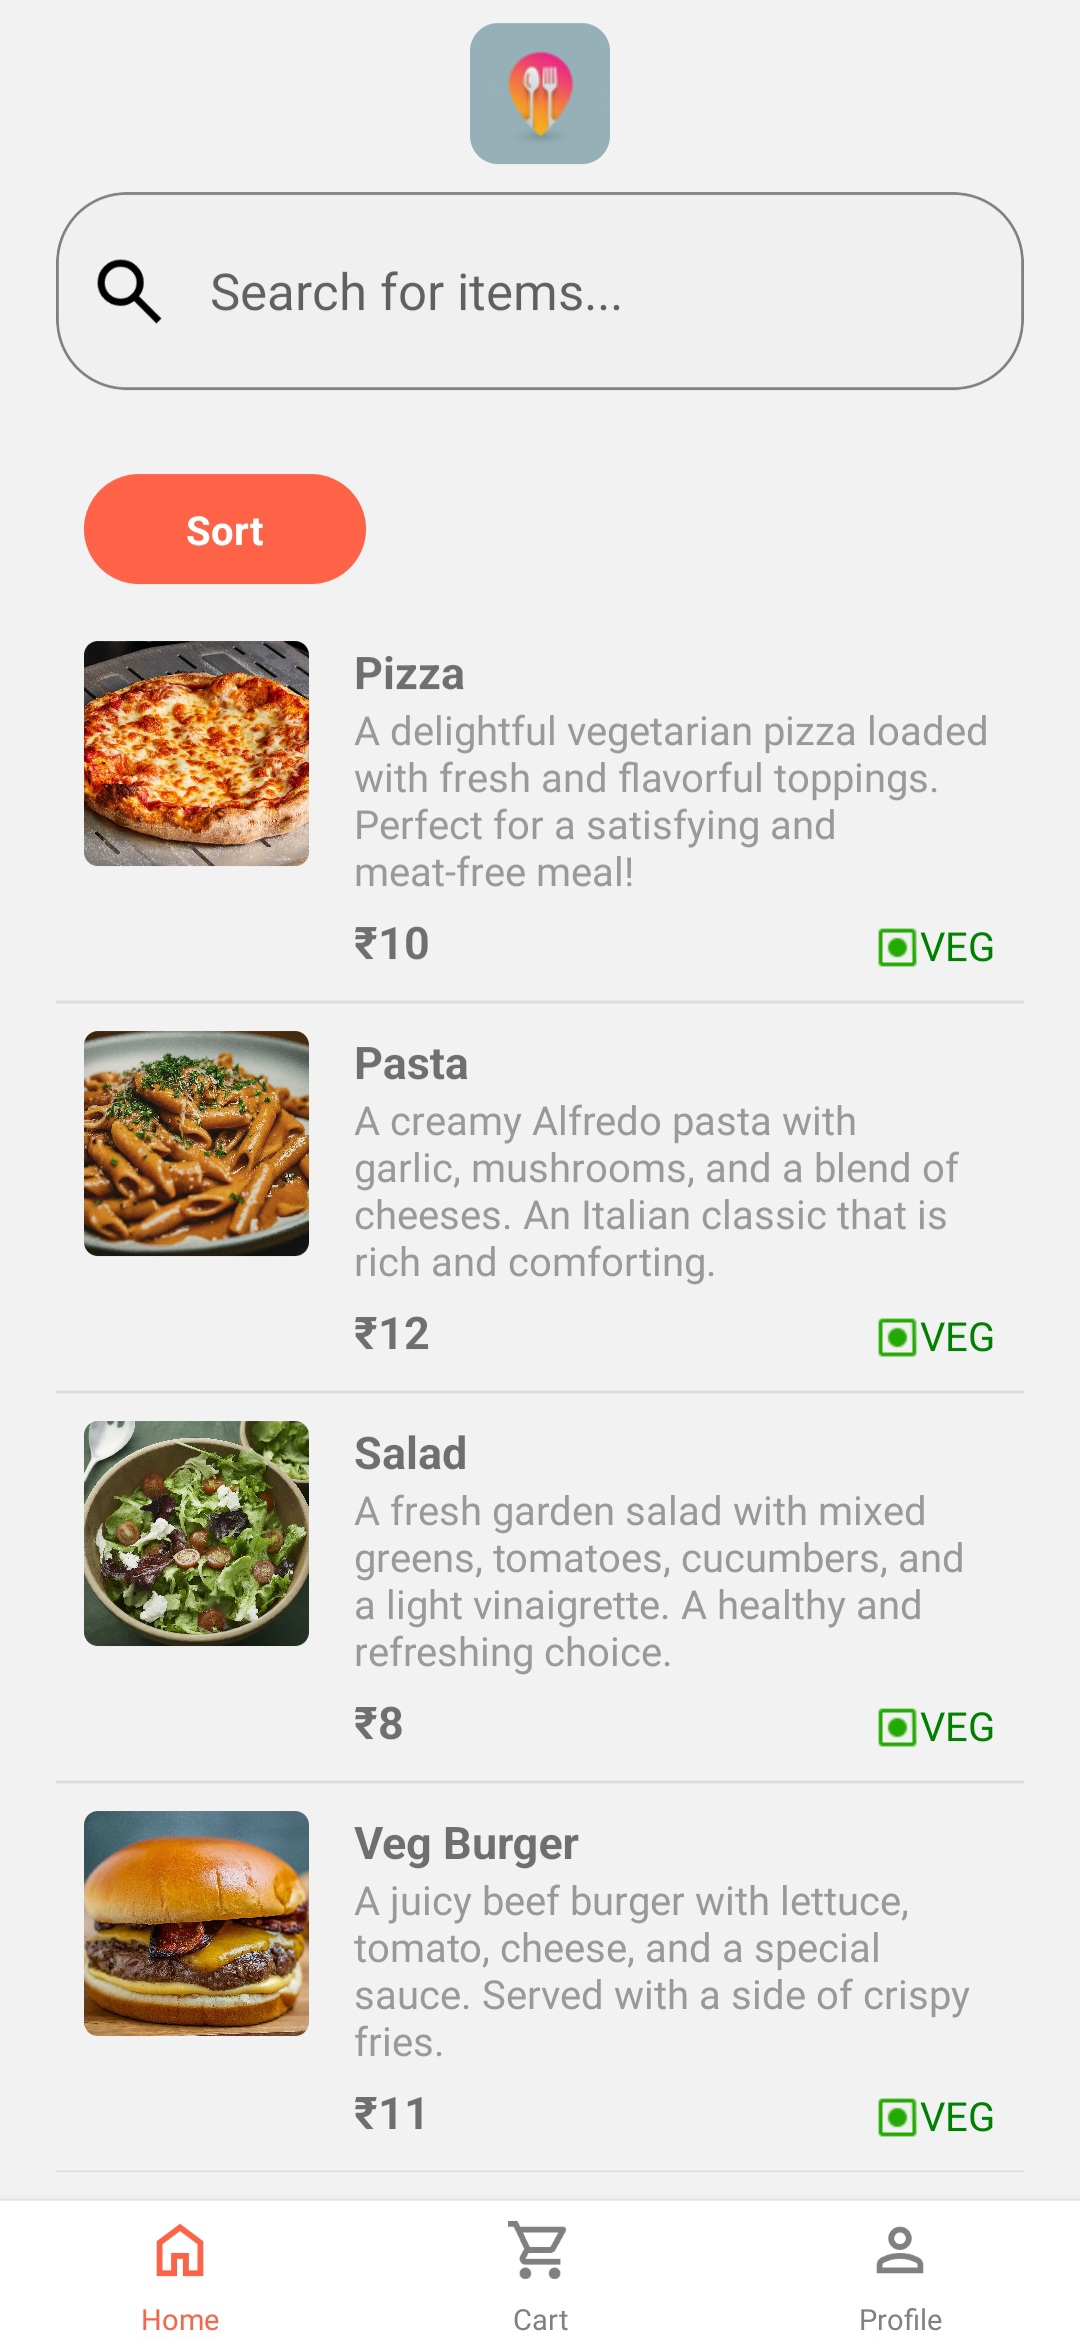 Search for items...
Sort
Pizza
A delightful vegetarian pizza loaded
with fresh and flavorful toppings.
Perfect for a satisfying and
meat-free meal!
₹10
VEG
Pasta
A creamy Alfredo pasta with
garlic, mushrooms, and a blend of
cheeses. An Italian classic that is
rich and comforting.
₹12
VEG
Salad
A fresh garden salad with mixed
greens, tomatoes, cucumbers, and
a light vinaigrette. A healthy and
refreshing choice.
₹8
VEG
Veg Burger
A juicy beef burger with lettuce,
tomato, cheese, and a special
sauce. Served with a side of crispy
fries.
₹11
VEG
Home
Cart
Profile